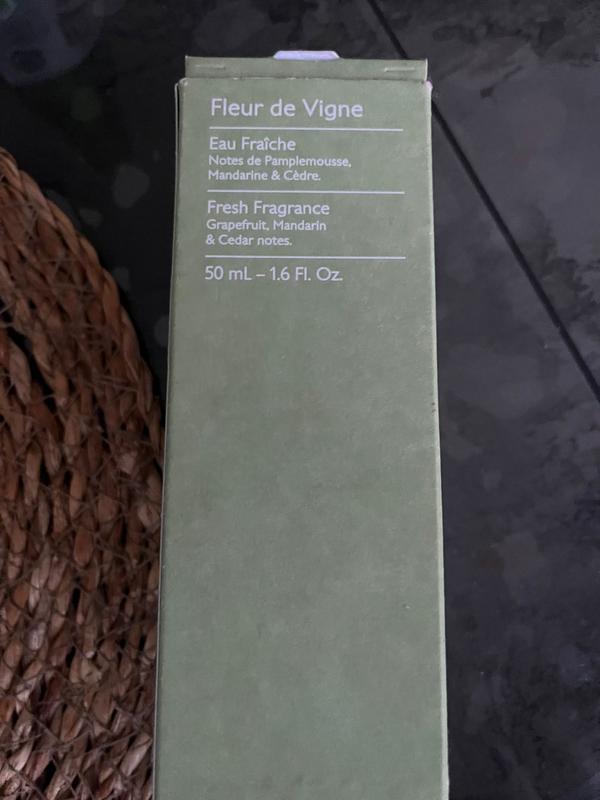 Fleur de Vigne
Eau Fraîche
Notes de Pamplemousse,
Mandarine & Cèdre.
Fresh Fragrance
Grapefruit, Mandarin
& Cedar notes.
50 mL – 1.6 Fl. Oz.